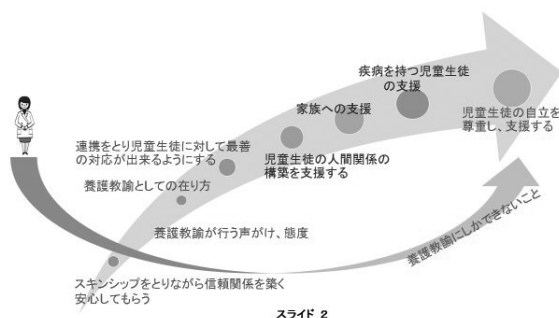 疾病を持つ児童生徒
の支援
家族への支援
児童生徒の自立を
尊重し、支援する
連携をとり児童生徒に対して最善
の対応が出来るようにする
児童生徒の人間関係の
構築を支援する
養護教諭としての在り方
養護教諭が行う声がけ、態度
養護教諭にしかできないこと
スキンシップをとりながら信頼関係を築く
安心してもらう
スライド 2